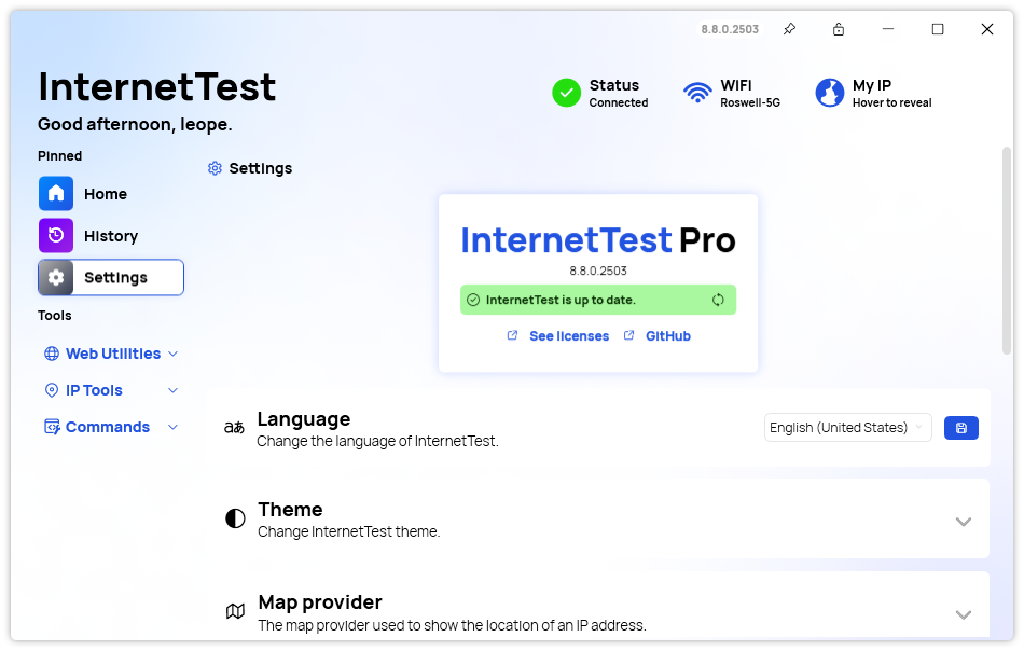 8.8.0.2503
InternetTest
Good afternoon, leope.
Status
Connected
WIFI
Roswell-5G
My IP
Hover to reveal
Pinned
Home
History
Settings
Tools
Web Utilities
IP Tools
Commands
Settings
InternetTest Pro
8.8.0.2503
InternetTest is up to date.
See licenses
GitHub
aあ
Language
Change the language of InternetTest.
English (United States)
Theme
Change InternetTest theme.
Map provider
The map provider used to show the location of an IP address.